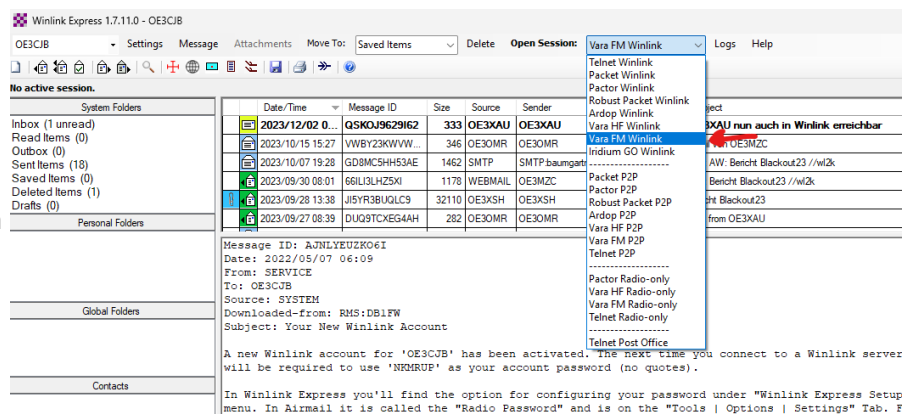 Winlink Express 1.7.11.0 - OE3CJB
OE3CJB Settings Message Attachments Move To: Saved Items Delete Open Session: Vara FM Winlink Logs Help
No active session.
System Folders
Inbox (1 unread)
Read Items (0)
Outbox (0)
Sent Items (18)
Saved Items (0)
Deleted Items (1)
Drafts (0)
Personal Folders
Global Folders
Contacts
Date/Time Message ID Size Source Sender ject
2023/12/02 0... QSKOJ9629I62 333 OE3XAU OE3XAU 3XAU nun auch in Winlink erreichbar
2023/10/15 15:27 VWBY23KWVW... 346 OE3OMR OE3OMR OE3MZC
2023/10/07 19:28 GD8MC5HH53AE 1462 SMTP SMTP:baumgart AW: Bericht Blackout23 //wl2k
2023/09/30 08:01 66ILI3LHZ5XI 1178 WEBMAIL OE3MZC Bericht Blackout23 //wl2k
2023/09/28 13:38 JI5YR3BUQLC9 32110 OE3XSH OE3XSH cht Blackout23
2023/09/27 08:39 DUQ9TCXEG4AH 282 OE3OMR OE3OMR from OE3XAU
Telnet Winlink
Packet Winlink
Pactor Winlink
Robust Packet Winlink
Ardop Winlink
Vara HF Winlink
Vara FM Winlink
Iridium GO Winlink
-------------------
Packet P2P
Pactor P2P
Robust Packet P2P
Ardop P2P
Vara HF P2P
Vara FM P2P
Telnet P2P
-------------------
Pactor Radio-only
Vara HF Radio-only
Vara FM Radio-only
Telnet Radio-only
-------------------
Telnet Post Office
Message ID: AJNLYEUZKO6I
Date: 2022/05/07 06:09
From: SERVICE
To: OE3CJB
Source: SYSTEM
Downloaded-from: RMS:DB1FW
Subject: Your New Winlink Account
A new Winlink account for 'OE3CJB' has been activated. The next time you connect to a Winlink server
will be required to use 'NKMRUP' as your account password (no quotes).
In Winlink Express you'll find the option for configuring your password under "Winlink Express Setup
menu. In Airmail it is called the "Radio Password" and is on the "Tools | Options | Settings" Tab. F